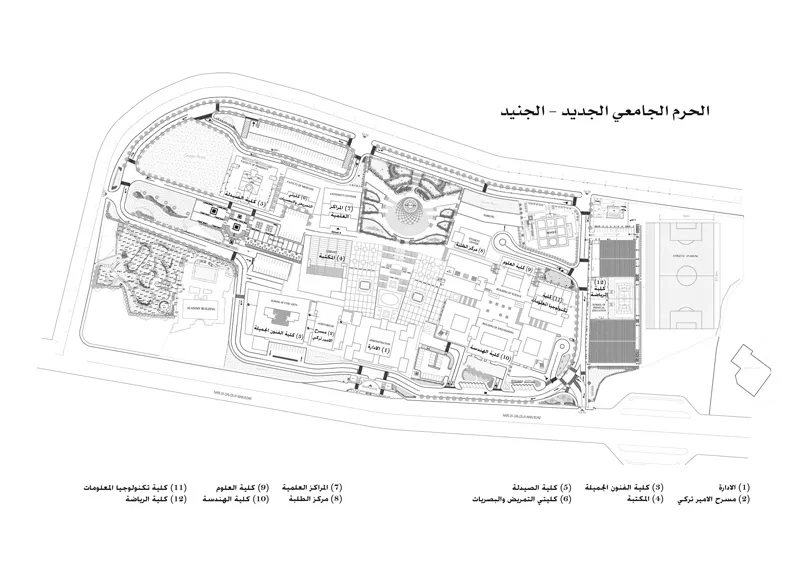 الحرم الجامعي الجديد - الجنيد
(5) كلية الصيدلة
(6) كليتي
التمريض والبصريات
(7)
المراكز
العلمية
(8) مركز الطلبة
(9) كلية العلوم
(4) المكتبة
(11) كلية
تكنولوجيا المعلومات
(12)
كلية
الرياضة
(3) كلية الفنون الجميلة
(2)
مسرح
الامير تركي
(1) الادارة
(10) كلية الهندسة
(1) الادارة
(2) مسرح الامير تركي
(3) كلية الفنون الجميلة
(4) المكتبة
(5) كلية الصيدلة
(6) كليتي التمريض والبصريات
(7) المراكز العلمية
(8) مركز الطلبة
(9) كلية العلوم
(10) كلية الهندسة
(11) كلية تكنولوجيا المعلومات
(12) كلية الرياضة